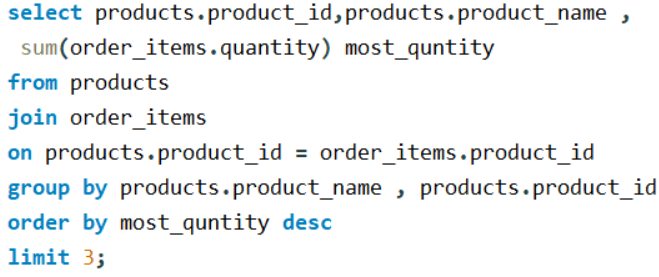 select products.product_id,products.product_name ,
sum(order_items.quantity) most_quntity
from products
join order_items
on products.product_id = order_items.product_id
group by products.product_name , products.product_id
order by most_quntity desc
limit 3;